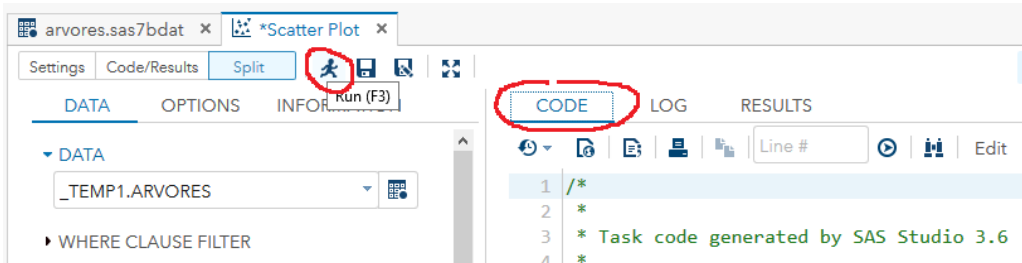 arvores.sas7bdat × *Scatter Plot ×
Settings Code/Results Split
Run (F3)
DATA OPTIONS INFORMATION
CODE LOG RESULTS
DATA
Line # Edit
_TEMP1.ARVORES
WHERE CLAUSE FILTER
1 /*
2 *
3 * Task code generated by SAS Studio 3.6
4 *